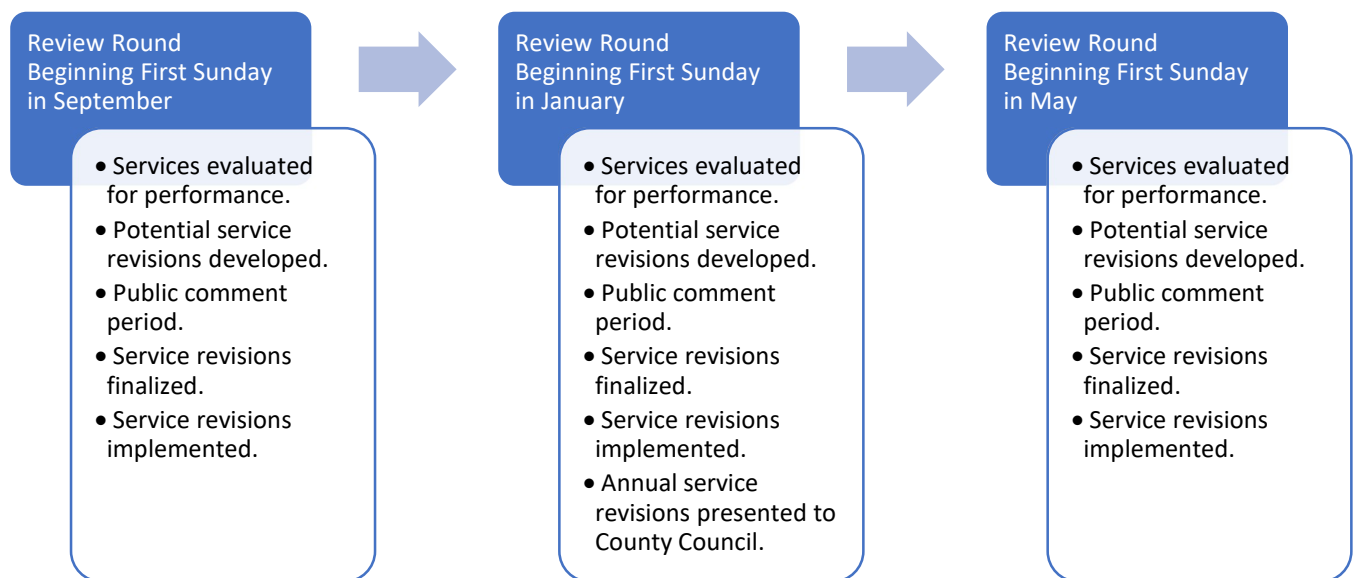 Review Round
Beginning First Sunday
in September
• Services evaluated
for performance.
• Potential service
revisions developed.
• Public comment
period.
• Service revisions
finalized.
• Service revisions
implemented.
Review Round
Beginning First Sunday
in January
• Services evaluated
for performance.
• Potential service
revisions developed.
• Public comment
period.
• Service revisions
finalized.
• Service revisions
implemented.
• Annual service
revisions presented to
County Council.
Review Round
Beginning First Sunday
in May
• Services evaluated
for performance.
• Potential service
revisions developed.
• Public comment
period.
• Service revisions
finalized.
• Service revisions
implemented.